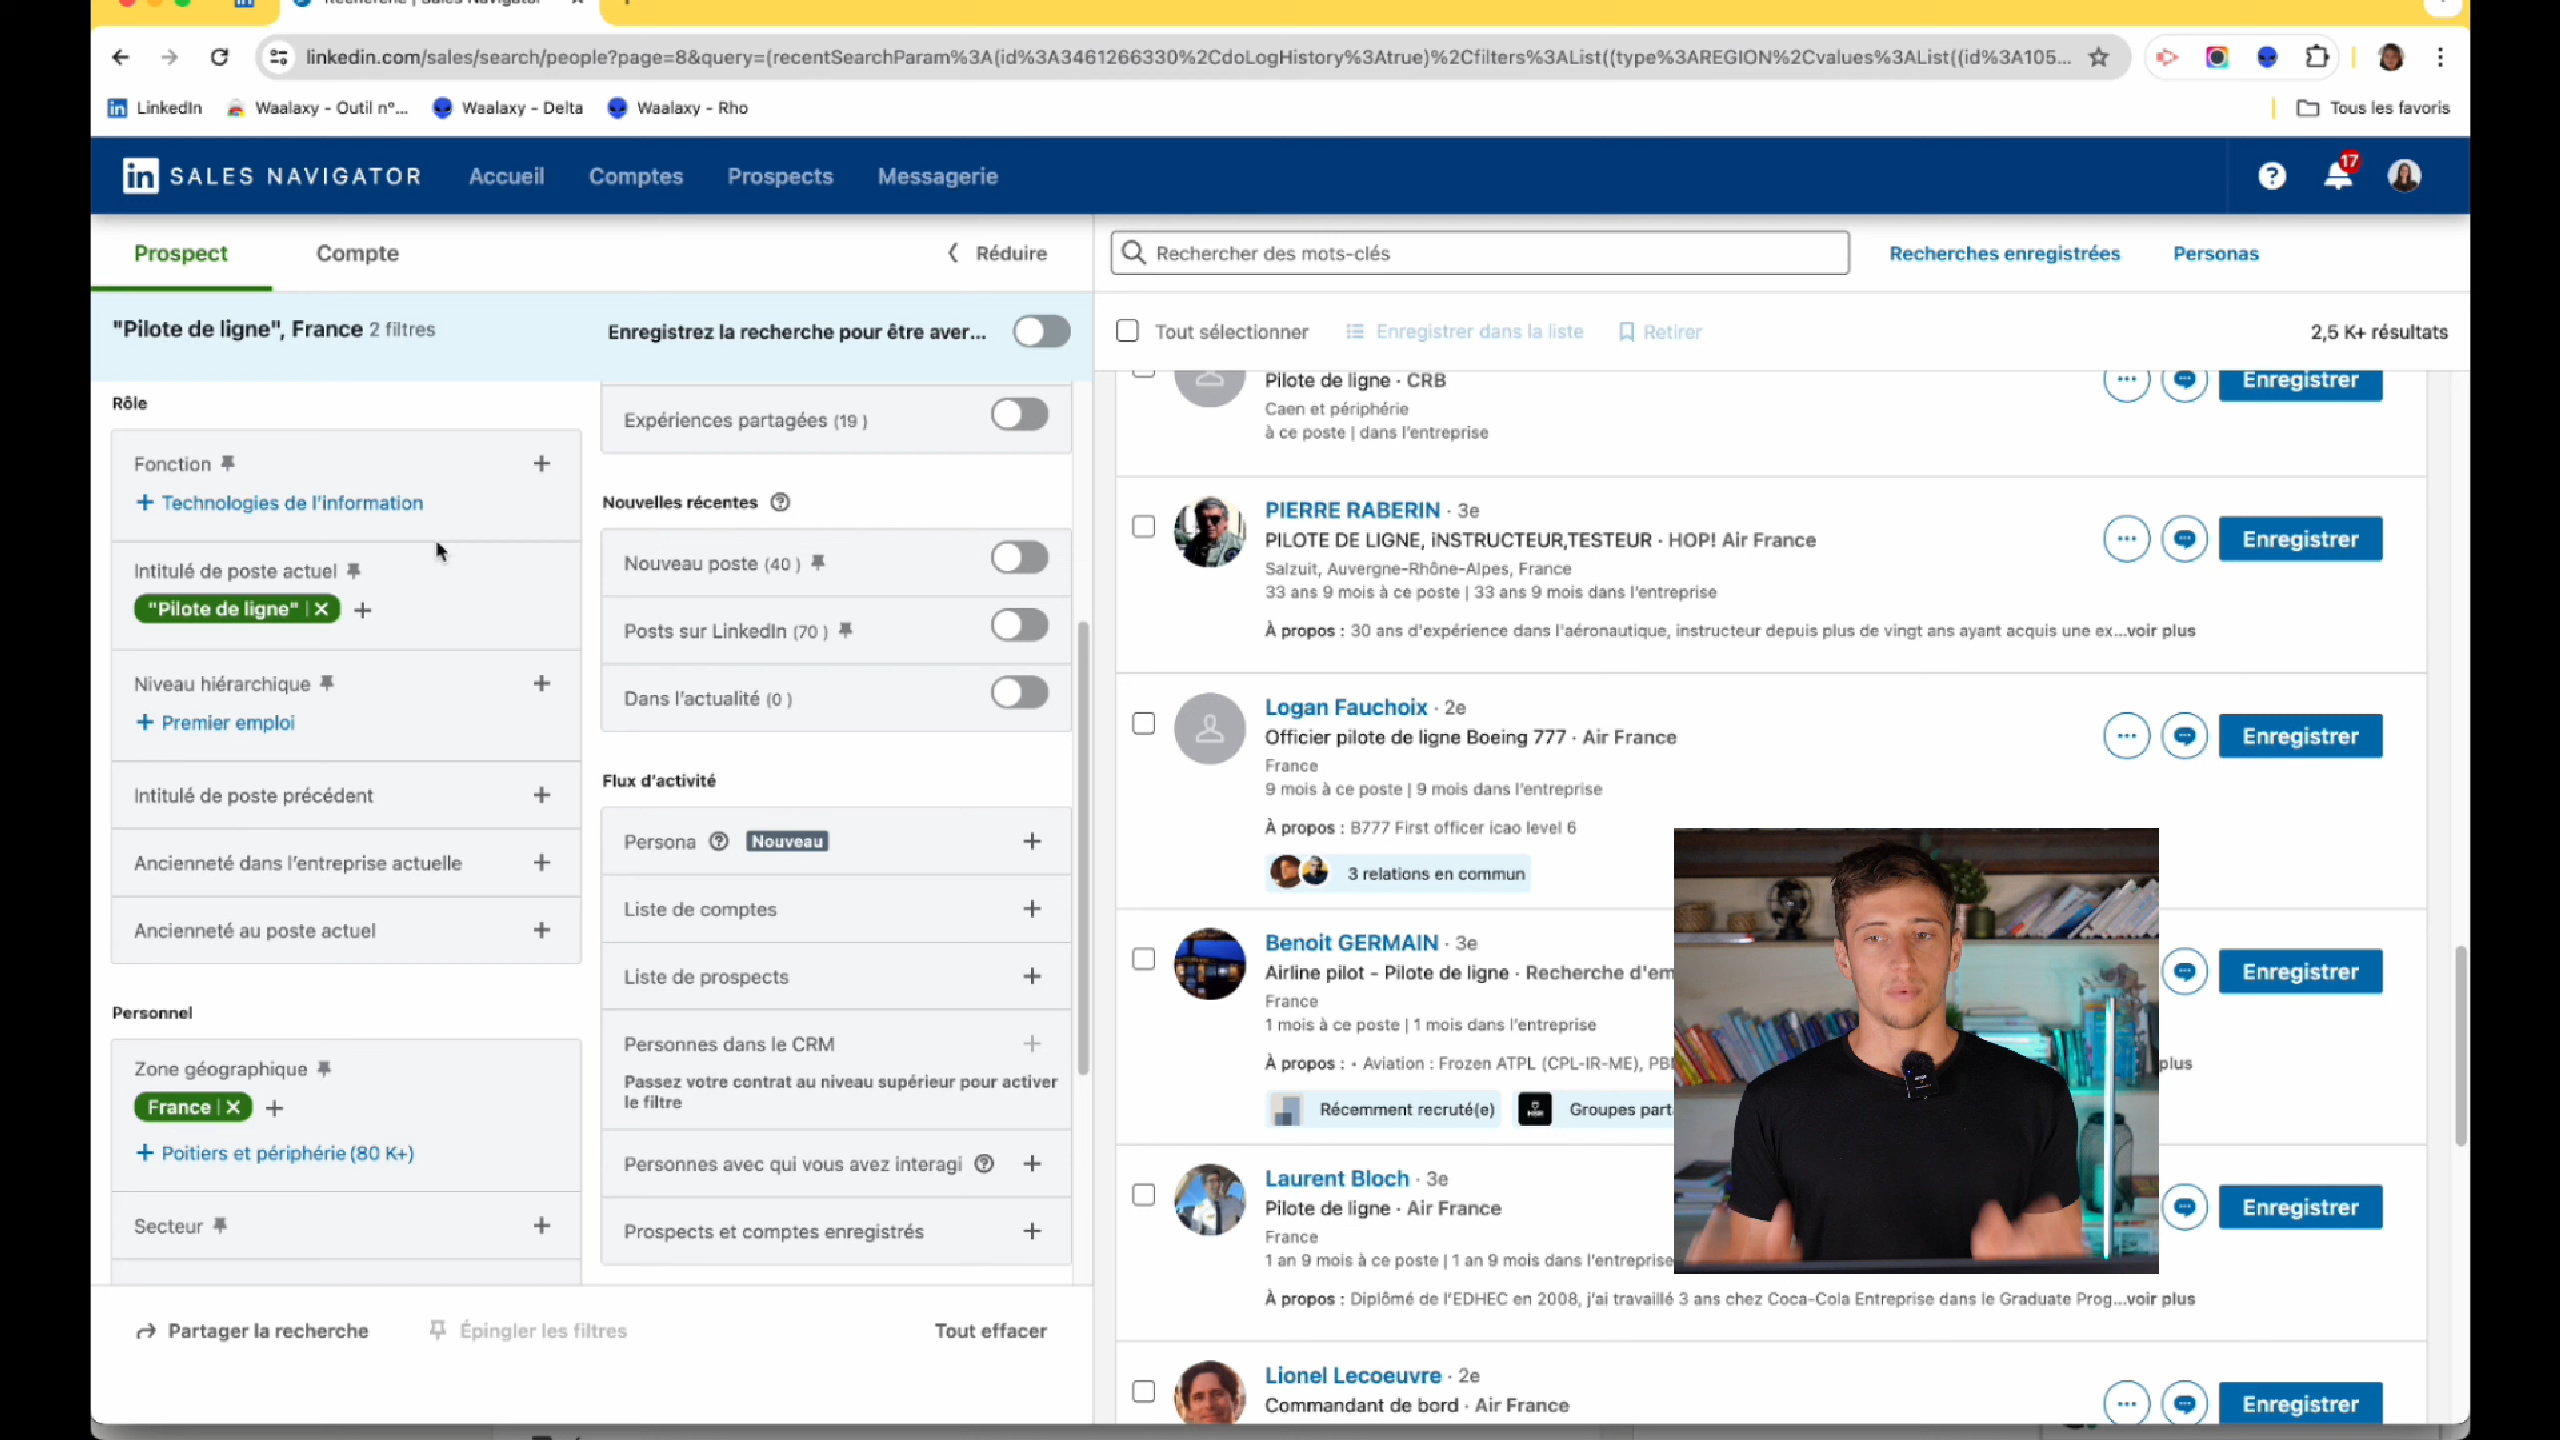 linkedin.com/sales/search/people?page=8&query=(recentSearchParam%3A(id%3A3461266330%2CdoLogHistory%3Atrue)%2Cfilters%3AList((type%3AREGION%2Cvalues%3AList((id%3A105...
LinkedIn
Waalaxy - Outil n°...
Waalaxy - Delta
Waalaxy - Rho
Tous les favoris
in SALES NAVIGATOR
Accueil
Comptes
Prospects
Messagerie
?
17
Prospect
Compte
Réduire
Rechercher des mots-clés
Recherches enregistrées
Personas
"Pilote de ligne", France 2 filtres
Enregistrez la recherche pour être aver...
Tout sélectionner
Enregistrer dans la liste
Retirer
2,5 K+ résultats
Rôle
Fonction
+ Technologies de l'information
Intitulé de poste actuel
"Pilote de ligne"
Niveau hiérarchique
+ Premier emploi
Intitulé de poste précédent
Ancienneté dans l'entreprise actuelle
Ancienneté au poste actuel
Personnel
Zone géographique
France
+ Poitiers et périphérie (80 K+)
Secteur
Expériences partagées (19)
Nouvelles récentes
Nouveau poste (40)
Posts sur LinkedIn (70)
Dans l'actualité (0)
Flux d'activité
Persona
Nouveau
Liste de comptes
Liste de prospects
Personnes dans le CRM
Passez votre contrat au niveau supérieur pour activer
le filtre
Personnes avec qui vous avez interagi
Prospects et comptes enregistrés
Partager la recherche
Épingler les filtres
Tout effacer
Pilote de ligne · CRB
Enregistrer
Caen et périphérie
à ce poste | dans l'entreprise
PIERRE RABERIN · 3e
PILOTE DE LIGNE, iNSTRUCTEUR,TESTEUR · HOP! Air France
Enregistrer
Salzuit, Auvergne-Rhône-Alpes, France
33 ans 9 mois à ce poste | 33 ans 9 mois dans l'entreprise
À propos : 30 ans d'expérience dans l'aéronautique, instructeur depuis plus de vingt ans ayant acquis une ex...voir plus
Logan Fauchoix · 2e
Officier pilote de ligne Boeing 777 · Air France
Enregistrer
France
9 mois à ce poste | 9 mois dans l'entreprise
À propos : B777 First officer icao level 6
3 relations en commun
Benoit GERMAIN · 3e
Airline pilot - Pilote de ligne · Recherche d'em
Enregistrer
France
1 mois à ce poste | 1 mois dans l'entreprise
À propos : · Aviation : Frozen ATPL (CPL-IR-ME), PB
plus
Récemment recruté(e)
Groupes part
Laurent Bloch · 3e
Pilote de ligne · Air France
Enregistrer
France
1 an 9 mois à ce poste | 1 an 9 mois dans l'entreprise
À propos : Diplômé de l'EDHEC en 2008, j'ai travaillé 3 ans chez Coca-Cola Entreprise dans le Graduate Prog...voir plus
Lionel Lecoeuvre · 2e
Commandant de bord · Air France
Enregistrer